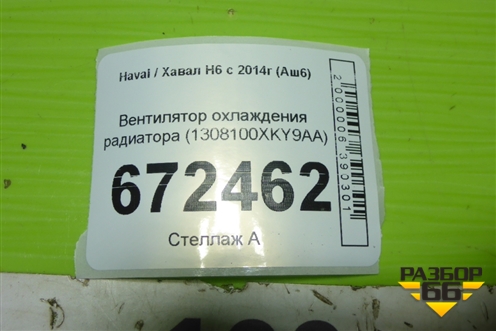 Haval / Хавал H6 с 2014г (Аш6)
Вентилятор охлаждения
радиатора (1308100XKY9AA)
672462
Стеллаж А
2000006390301
РАЗБОР
66